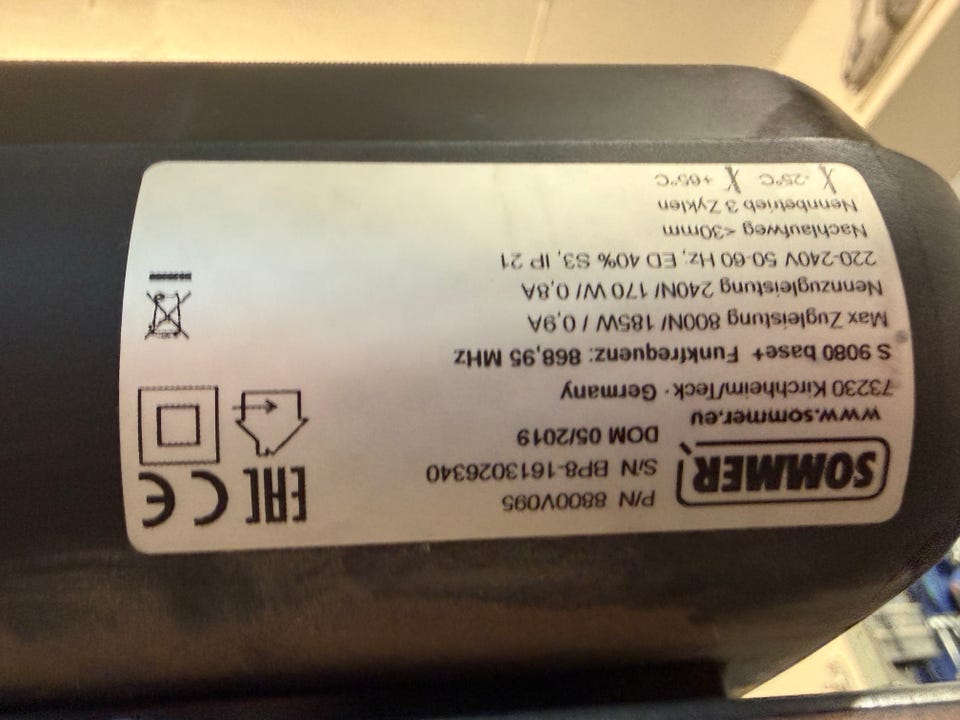 SOMMER
P/N 8800V095
S/N BP8-1613026340
DOM 05/2019
www.sommer.eu
73230 Kirchheim/Teck · Germany
S 9080 base+ Funkfrequenz: 868,95 MHz
Max Zugleistung 800N/ 185W / 0,9A
Nennzugleistung 240N/ 170 W/ 0,8A
220-240V 50-60 Hz, ED 40% S3, IP 21
Nachlaufweg <30mm
Nennbetrieb 3 Zyklen
-25°C +65°C
EAC CE